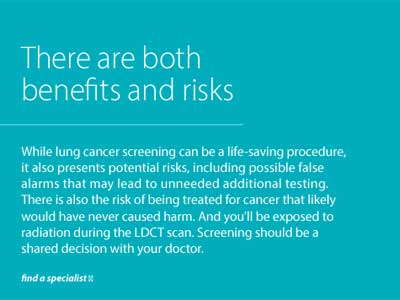 There are both
benefits and risks
While lung cancer screening can be a life-saving procedure,
it also presents potential risks, including possible false
alarms that may lead to unneeded additional testing.
There is also the risk of being treated for cancer that likely
would have never caused harm. And you'll be exposed to
radiation during the LDCT scan. Screening should be a
shared decision with your doctor.
find a specialist